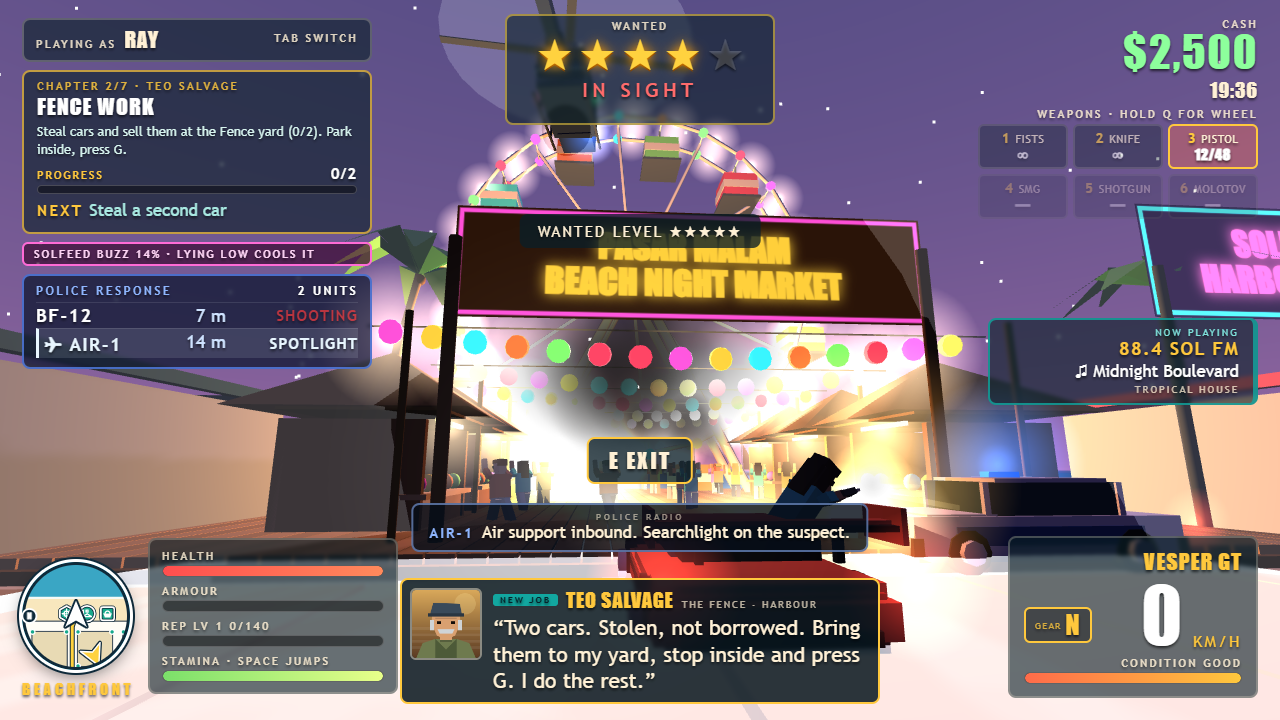 PLAYING AS RAY
TAB SWITCH
CHAPTER 2/7 · TEO SALVAGE
FENCE WORK
Steal cars and sell them at the Fence yard (0/2). Park
inside, press G.
PROGRESS 0/2
NEXT Steal a second car
SOLFEED BUZZ 14% · LYING LOW COOLS IT
POLICE RESPONSE 2 UNITS
BF-12 7 m SHOOTING
AIR-1 14 m SPOTLIGHT
WANTED
IN SIGHT
WANTED LEVEL ★★★★★
PASAR MALAM
BEACH NIGHT MARKET
CASH
$2,500
19:36
WEAPONS · HOLD Q FOR WHEEL
1 FISTS ∞
2 KNIFE ∞
3 PISTOL 12/48
4 SMG —
5 SHOTGUN —
6 MOLOTOV —
NOW PLAYING
88.4 SOL FM
♫ Midnight Boulevard
TROPICAL HOUSE
E EXIT
POLICE RADIO
AIR-1 Air support inbound. Searchlight on the suspect.
NEW JOB TEO SALVAGE THE FENCE · HARBOUR
“Two cars. Stolen, not borrowed. Bring
them to my yard, stop inside and press
G. I do the rest.”
BEACHFRONT
HEALTH
ARMOUR
REP LV 1 0/140
STAMINA · SPACE JUMPS
VESPER GT
GEAR N
0 KM/H
CONDITION GOOD